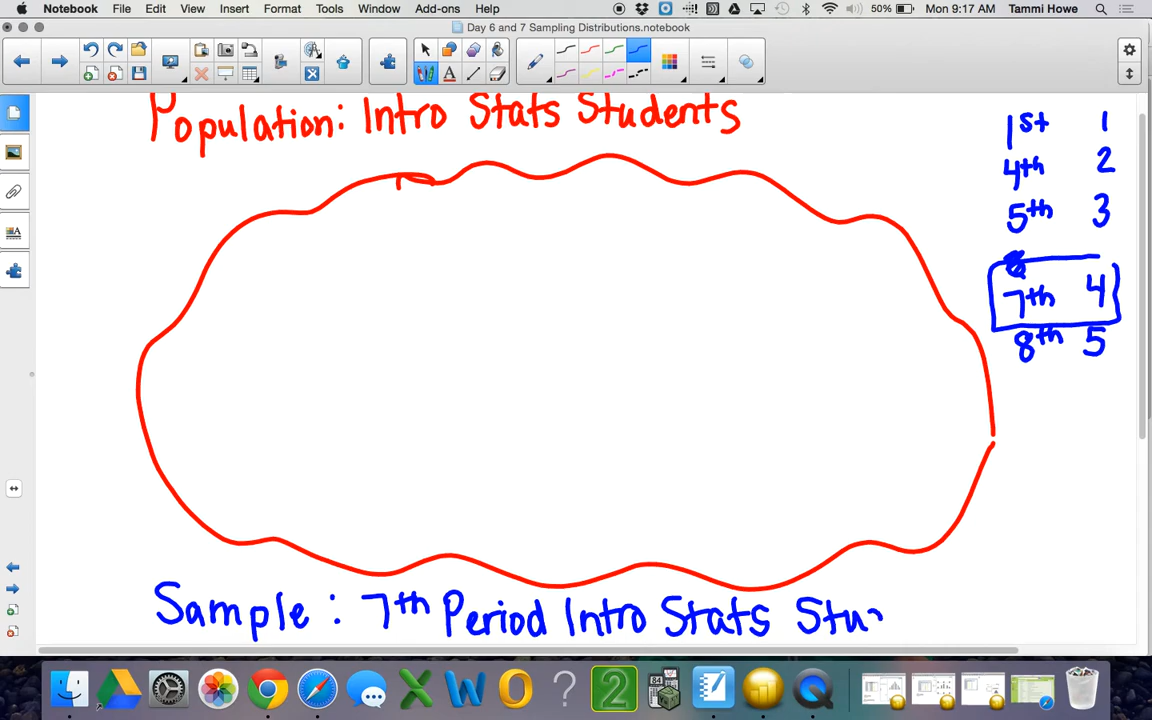 Notebook File Edit View Insert Format Tools Window Add-ons Help 50% Mon 9:17 AM Tammi Howe
Day 6 and 7 Sampling Distributions.notebook
Population: Intro Stats Students
1st 1
4th 2
5th 3
7th 4
8th 5
Sample: 7th Period Intro Stats Stu